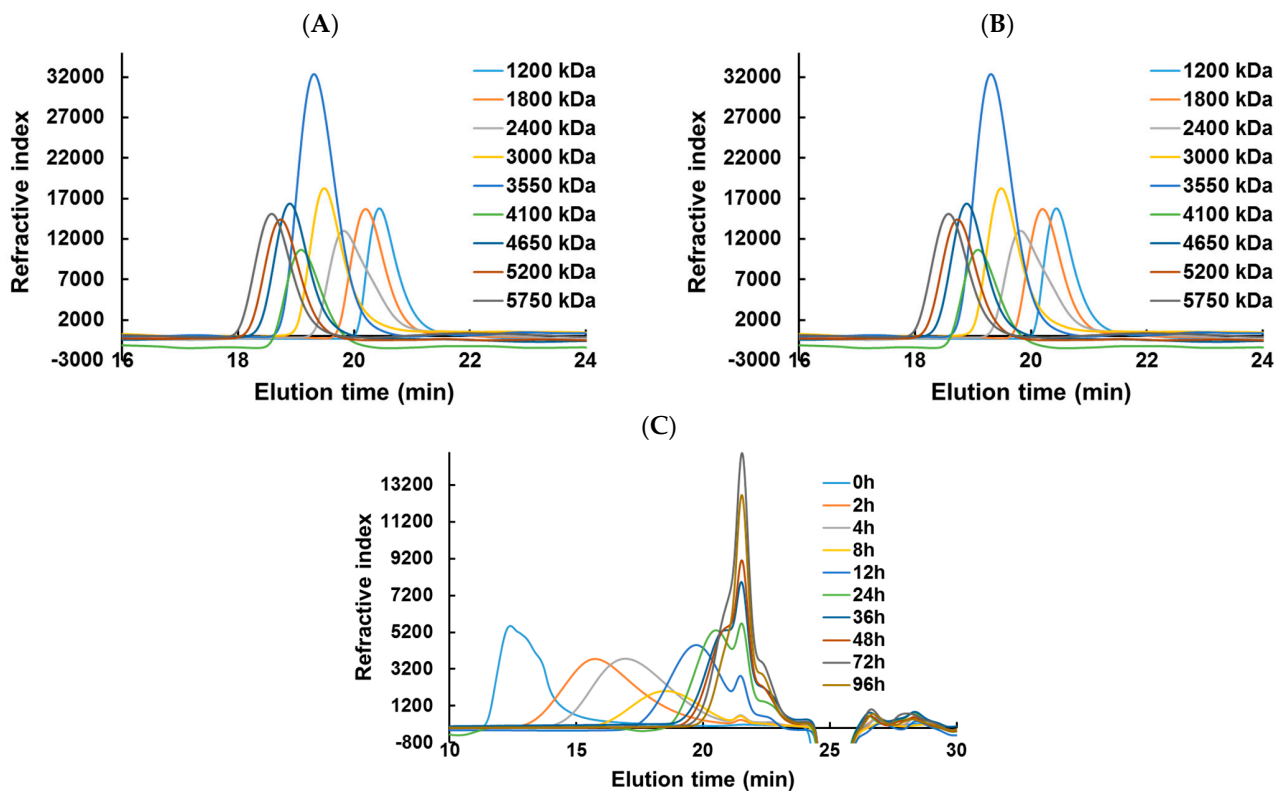 (A)
Refractive index
32000
27000
22000
17000
12000
7000
2000
-3000
16 18 20 22 24
Elution time (min)
1200 kDa
1800 kDa
2400 kDa
3000 kDa
3550 kDa
4100 kDa
4650 kDa
5200 kDa
5750 kDa
(B)
Refractive index
32000
27000
22000
17000
12000
7000
2000
-3000
16 18 20 22 24
Elution time (min)
1200 kDa
1800 kDa
2400 kDa
3000 kDa
3550 kDa
4100 kDa
4650 kDa
5200 kDa
5750 kDa
(C)
Refractive index
13200
11200
9200
7200
5200
3200
1200
-800
10 15 20 25 30
Elution time (min)
0h
2h
4h
8h
12h
24h
36h
48h
72h
96h